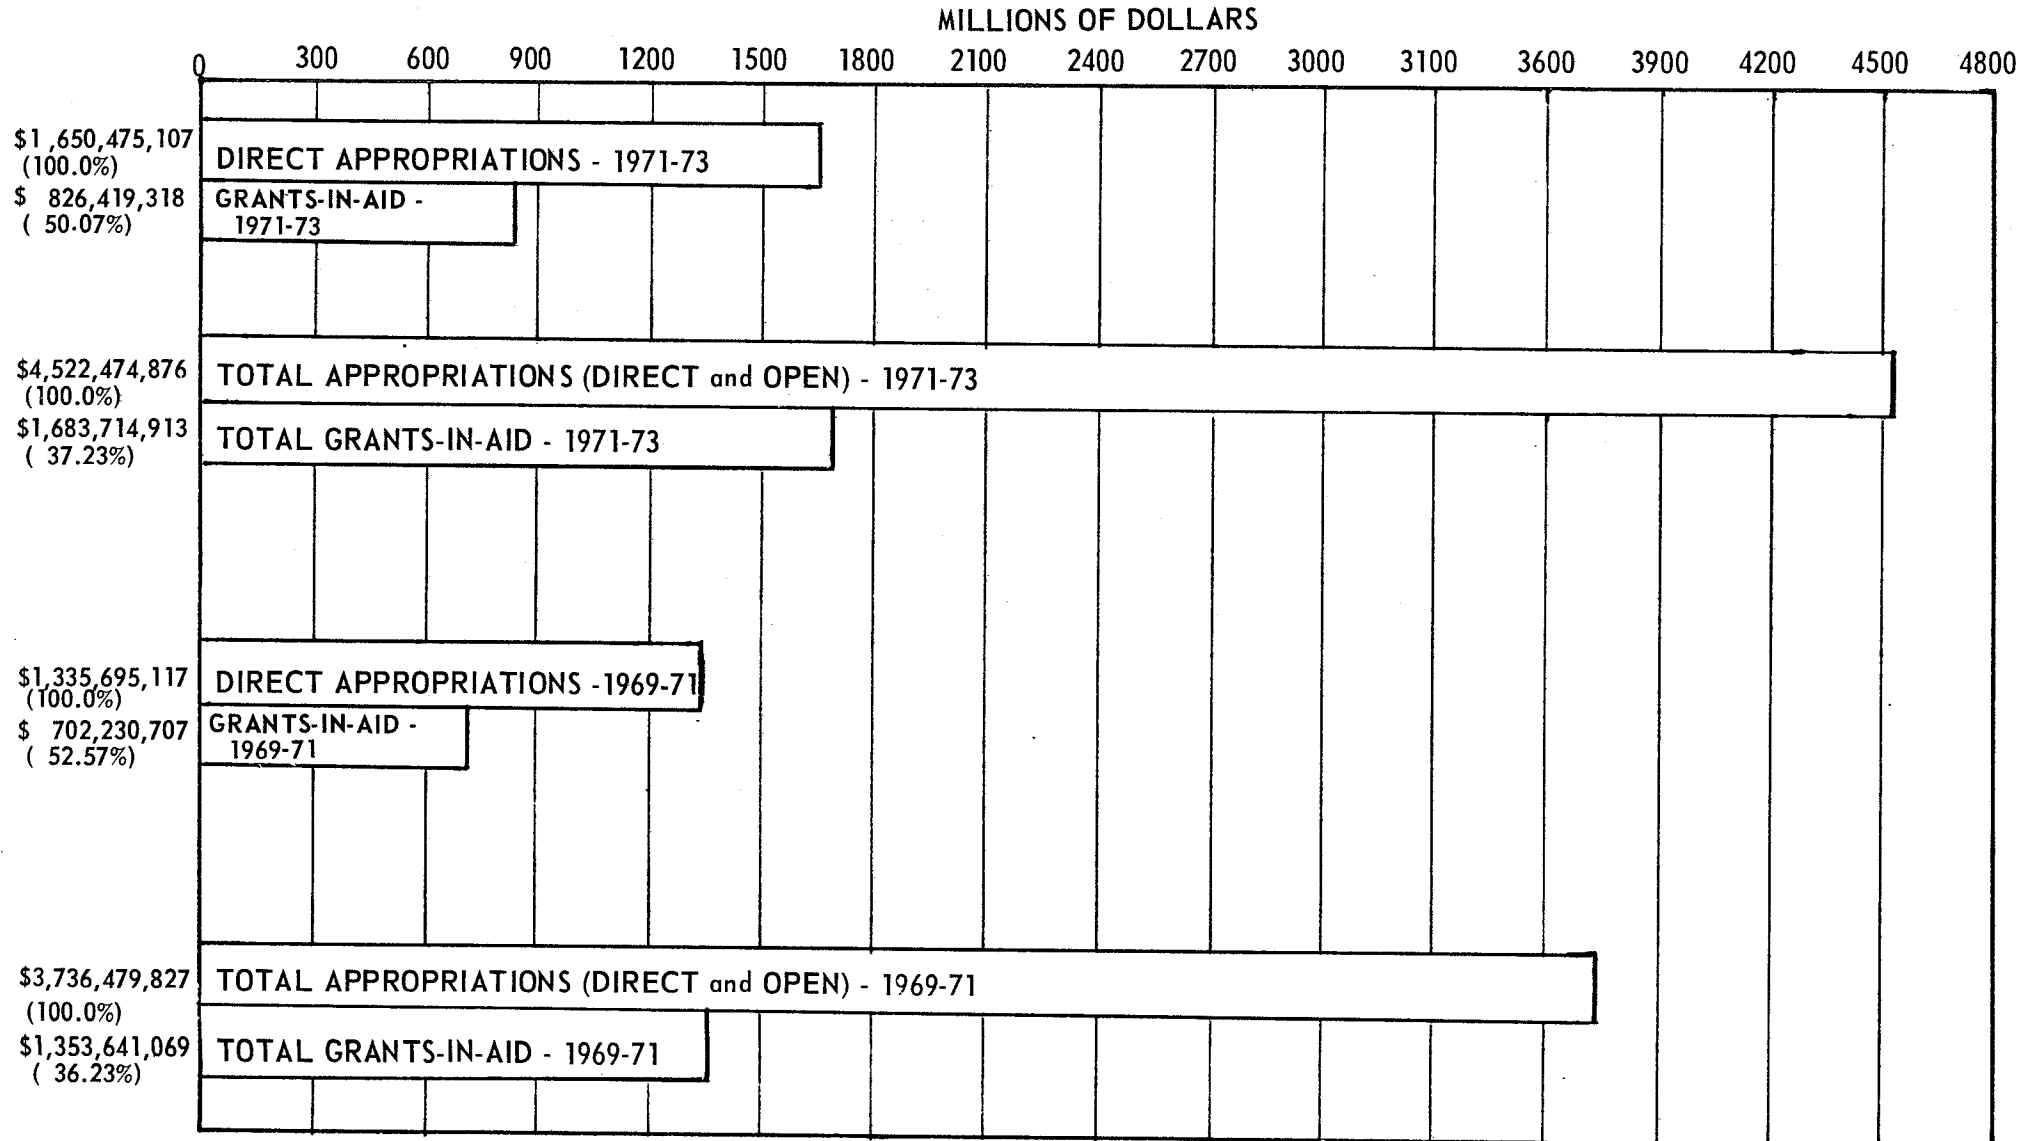 MILLIONS OF DOLLARS
0 300 600 900 1200 1500 1800 2100 2400 2700 3000 3100 3600 3900 4200 4500 4800
$1,650,475,107
(100.0%)
DIRECT APPROPRIATIONS - 1971-73
$ 826,419,318
( 50.07%)
GRANTS-IN-AID -
1971-73
$4,522,474,876
(100.0%)
TOTAL APPROPRIATIONS (DIRECT and OPEN) - 1971-73
$1,683,714,913
( 37.23%)
TOTAL GRANTS-IN-AID - 1971-73
$1,335,695,117
(100.0%)
DIRECT APPROPRIATIONS -1969-71
$ 702,230,707
( 52.57%)
GRANTS-IN-AID -
1969-71
$3,736,479,827
(100.0%)
TOTAL APPROPRIATIONS (DIRECT and OPEN) - 1969-71
$1,353,641,069
( 36.23%)
TOTAL GRANTS-IN-AID - 1969-71